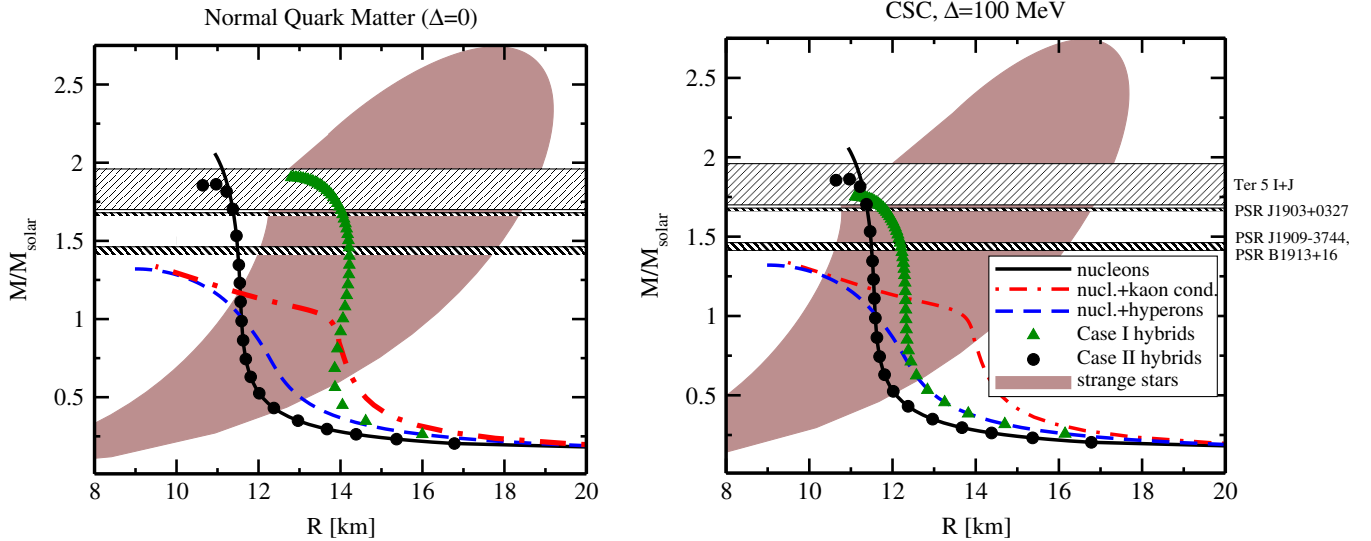 Normal Quark Matter (Δ=0)
CSC, Δ=100 MeV
M/M_solar
2.5
2
1.5
1
0.5
8 10 12 14 16 18 20
R [km]
M/M_solar
2.5
2
1.5
1
0.5
8 10 12 14 16 18 20
R [km]
Ter 5 I+J
PSR J1903+0327
PSR J1909-3744,
PSR B1913+16
nucleons
nucl.+kaon cond.
nucl.+hyperons
Case I hybrids
Case II hybrids
strange stars